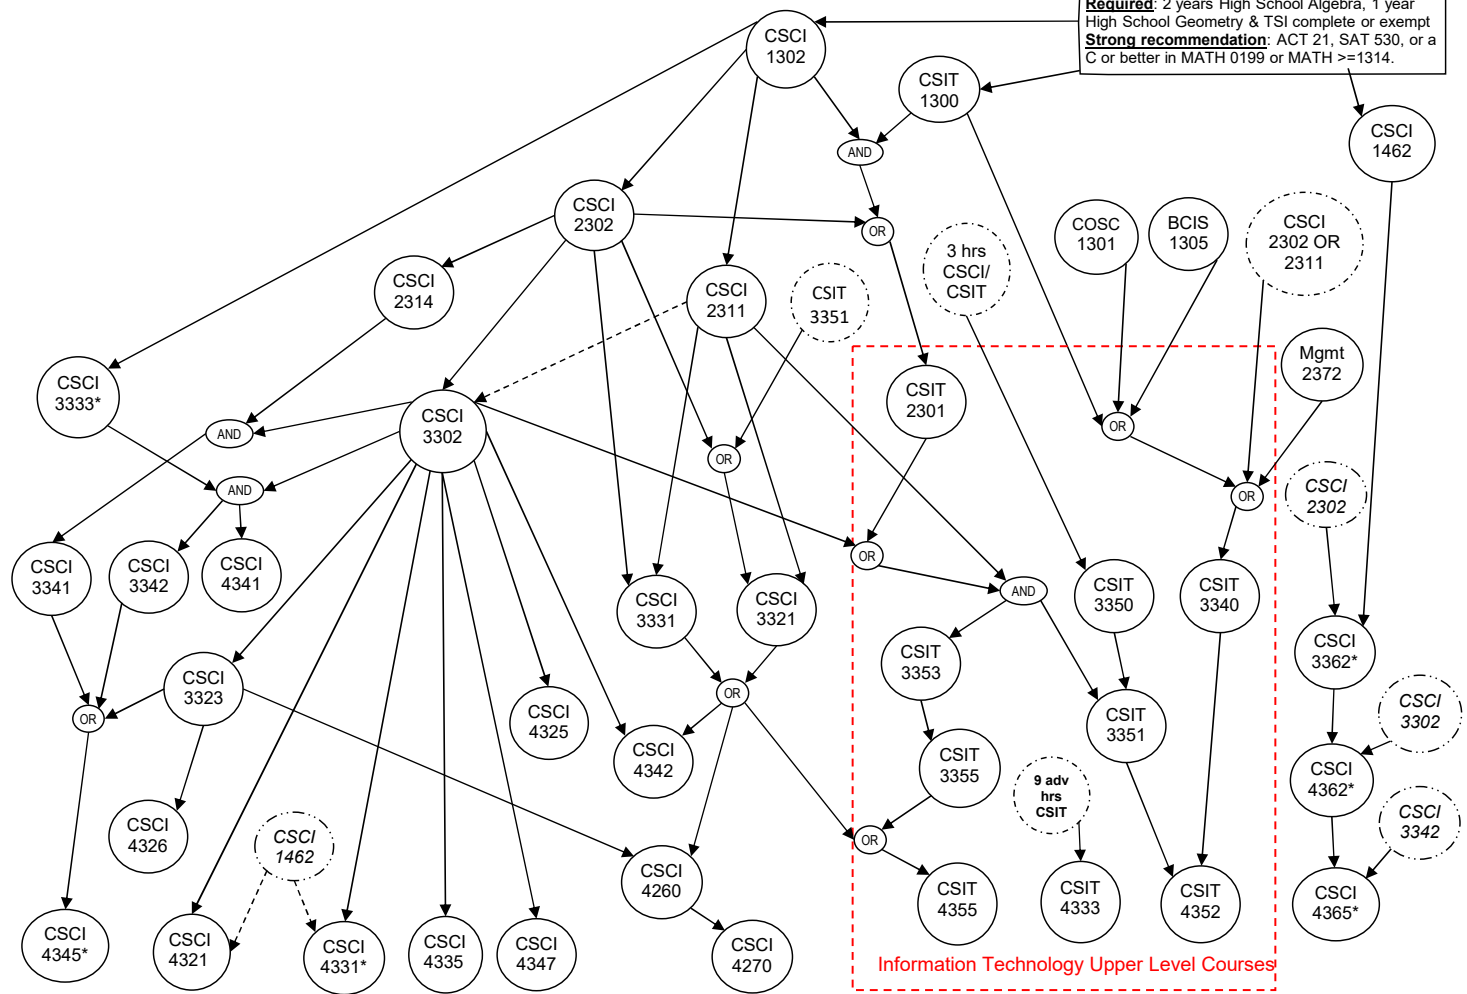 Required: 2 years High School Algebra, 1 year
High School Geometry & TSI complete or exempt
Strong recommendation: ACT 21, SAT 530, or a
C or better in MATH 0199 or MATH >=1314.
CSCI
1302
CSIT
1300
CSCI
1462
AND
CSCI
2302
OR
COSC
1301
BCIS
1305
CSCI
2302 OR
2311
3 hrs
CSCI/
CSIT
CSCI
2314
CSCI
2311
CSIT
3351
Mgmt
2372
CSCI
3333*
CSIT
2301
CSCI
3302
AND
OR
OR
AND
OR
CSCI
2302
OR
CSCI
3341
CSCI
3342
CSCI
4341
CSCI
3331
CSCI
3321
AND
CSIT
3350
CSIT
3340
CSIT
3353
CSCI
3362*
CSCI
3323
OR
OR
CSCI
4325
CSIT
3351
CSCI
3302
CSCI
4342
CSIT
3355
9 adv
hrs
CSIT
CSCI
4362*
CSCI
4326
CSCI
1462
OR
CSCI
3342
CSCI
4260
CSIT
4355
CSIT
4333
CSIT
4352
CSCI
4365*
CSCI
4345*
CSCI
4321
CSCI
4331*
CSCI
4335
CSCI
4347
CSCI
4270
Information Technology Upper Level Courses